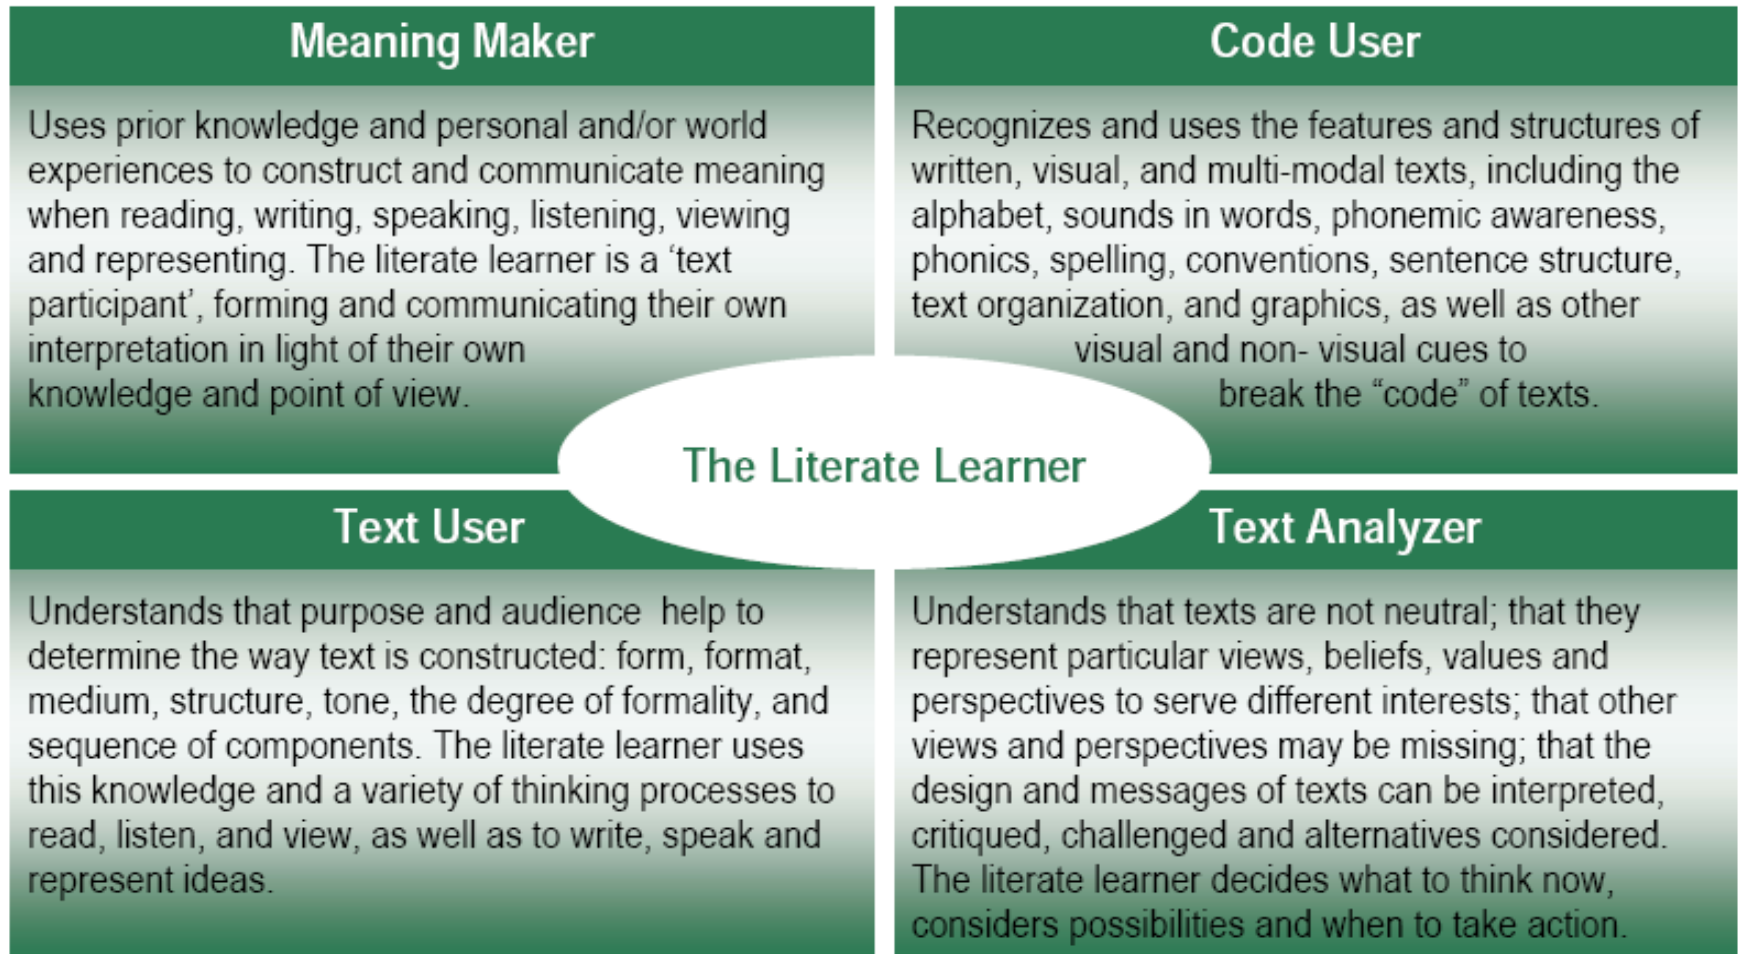 Meaning Maker
Uses prior knowledge and personal and/or world
experiences to construct and communicate meaning
when reading, writing, speaking, listening, viewing
and representing. The literate learner is a ‘text
participant’, forming and communicating their own
interpretation in light of their own
knowledge and point of view.
Code User
Recognizes and uses the features and structures of
written, visual, and multi-modal texts, including the
alphabet, sounds in words, phonemic awareness,
phonics, spelling, conventions, sentence structure,
text organization, and graphics, as well as other
visual and non- visual cues to
break the “code” of texts.
The Literate Learner
Text User
Understands that purpose and audience help to
determine the way text is constructed: form, format,
medium, structure, tone, the degree of formality, and
sequence of components. The literate learner uses
this knowledge and a variety of thinking processes to
read, listen, and view, as well as to write, speak and
represent ideas.
Text Analyzer
Understands that texts are not neutral; that they
represent particular views, beliefs, values and
perspectives to serve different interests; that other
views and perspectives may be missing; that the
design and messages of texts can be interpreted,
critiqued, challenged and alternatives considered.
The literate learner decides what to think now,
considers possibilities and when to take action.